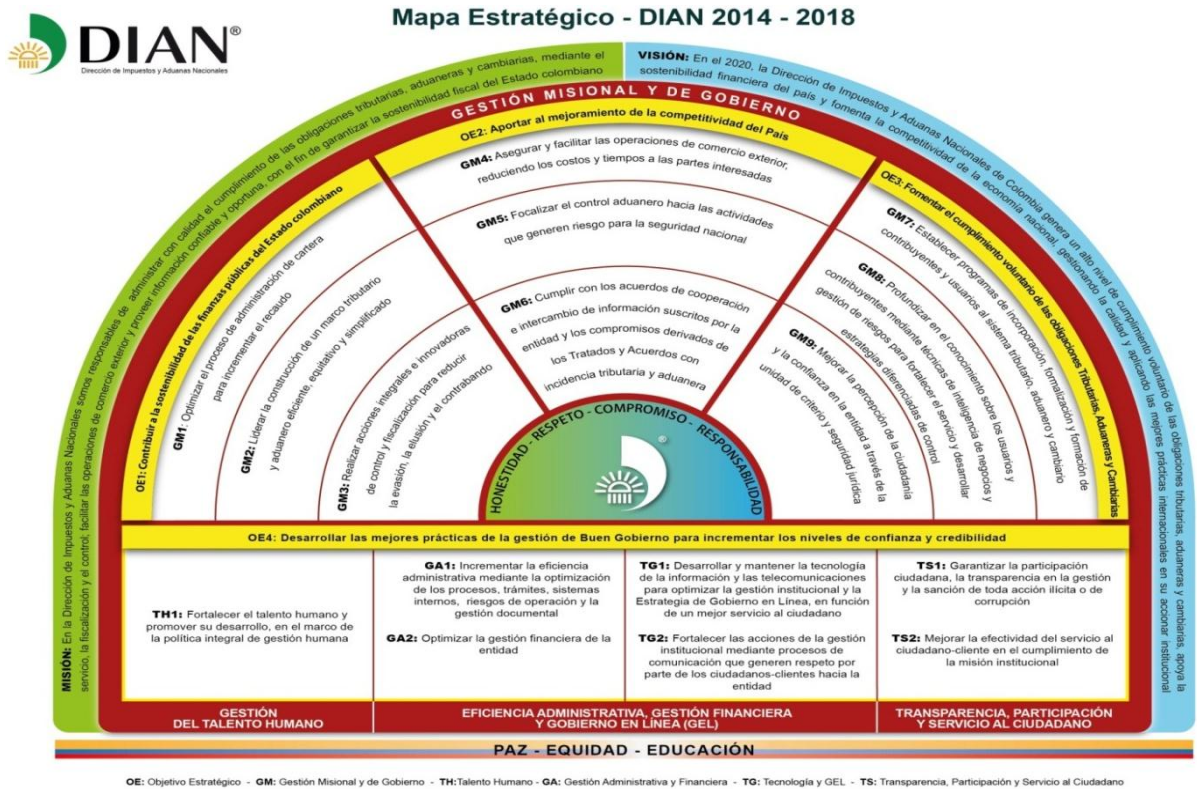 Mapa Estratégico - DIAN 2014 - 2018
DIAN®
Dirección de Impuestos y Aduanas Nacionales
MISIÓN: En la Dirección de Impuestos y Aduanas Nacionales somos responsables de administrar con calidad el cumplimiento de las obligaciones tributarias, aduaneras y cambiarias, mediante el
servicio, la fiscalización y el control; facilitar las operaciones de comercio exterior y proveer información confiable y oportuna, con el fin de garantizar la sostenibilidad fiscal del Estado colombiano
VISIÓN: En el 2020, la Dirección de Impuestos y Aduanas Nacionales de Colombia genera un alto nivel de cumplimiento voluntario de las obligaciones tributarias, aduaneras y cambiarias, apoya la
sostenibilidad financiera del país y fomenta la competitividad de la economía nacional, gestionando la calidad y aplicando las mejores prácticas internacionales en su accionar institucional
GESTIÓN MISIONAL Y DE GOBIERNO
OE1: Contribuir a la sostenibilidad de las finanzas públicas del Estado colombiano
GM1: Optimizar el proceso de administración de cartera
para incrementar el recaudo
GM2: Liderar la construcción de un marco tributario
y aduanero eficiente, equitativo y simplificado
GM3: Realizar acciones integrales e innovadoras
de control y fiscalización para reducir
la evasión, la elusión y el contrabando
OE2: Aportar al mejoramiento de la competitividad del País
GM4: Asegurar y facilitar las operaciones de comercio exterior,
reduciendo los costos y tiempos a las partes interesadas
GM5: Focalizar el control aduanero hacia las actividades
que generen riesgo para la seguridad nacional
GM6: Cumplir con los acuerdos de cooperación
e intercambio de información suscritos por la
entidad y los compromisos derivados de
los Tratados y Acuerdos con
incidencia tributaria y aduanera
OE3: Fomentar el cumplimiento voluntario de las obligaciones Tributarias, Aduaneras y Cambiarias
GM7: Establecer programas de incorporación, formalización y formación de
contribuyentes y usuarios al sistema tributario, aduanero y cambiario
GM8: Profundizar en el conocimiento sobre los usuarios y
contribuyentes mediante técnicas de inteligencia de negocios y
gestión de riesgos para fortalecer el servicio y desarrollar
estrategias diferenciadas de control
GM9: Mejorar la percepción de la ciudadanía
y la confianza en la entidad a través de la
unidad de criterio y seguridad jurídica
HONESTIDAD - RESPETO - COMPROMISO - RESPONSABILIDAD
®
OE4: Desarrollar las mejores prácticas de la gestión de Buen Gobierno para incrementar los niveles de confianza y credibilidad
TH1: Fortalecer el talento humano y
promover su desarrollo, en el marco de
la política integral de gestión humana
GA1: Incrementar la eficiencia
administrativa mediante la optimización
de los procesos, trámites, sistemas
internos, riesgos de operación y la
gestión documental
GA2: Optimizar la gestión financiera de la
entidad
TG1: Desarrollar y mantener la tecnología
de la información y las telecomunicaciones
para optimizar la gestión institucional y la
Estrategia de Gobierno en Línea, en función
de un mejor servicio al ciudadano
TG2: Fortalecer las acciones de la gestión
institucional mediante procesos de
comunicación que generen respeto por
parte de los ciudadanos-clientes hacia la
entidad
TS1: Garantizar la participación
ciudadana, la transparencia en la gestión
y la sanción de toda acción ilícita o de
corrupción
TS2: Mejorar la efectividad del servicio al
ciudadano-cliente en el cumplimiento de
la misión institucional
GESTIÓN
DEL TALENTO HUMANO
EFICIENCIA ADMINISTRATIVA, GESTIÓN FINANCIERA
Y GOBIERNO EN LÍNEA (GEL)
TRANSPARENCIA, PARTICIPACIÓN
Y SERVICIO AL CIUDADANO
PAZ - EQUIDAD - EDUCACIÓN
OE: Objetivo Estratégico - GM: Gestión Misional y de Gobierno - TH:Talento Humano - GA: Gestión Administrativa y Financiera - TG: Tecnología y GEL - TS: Transparencia, Participación y Servicio al Ciudadano